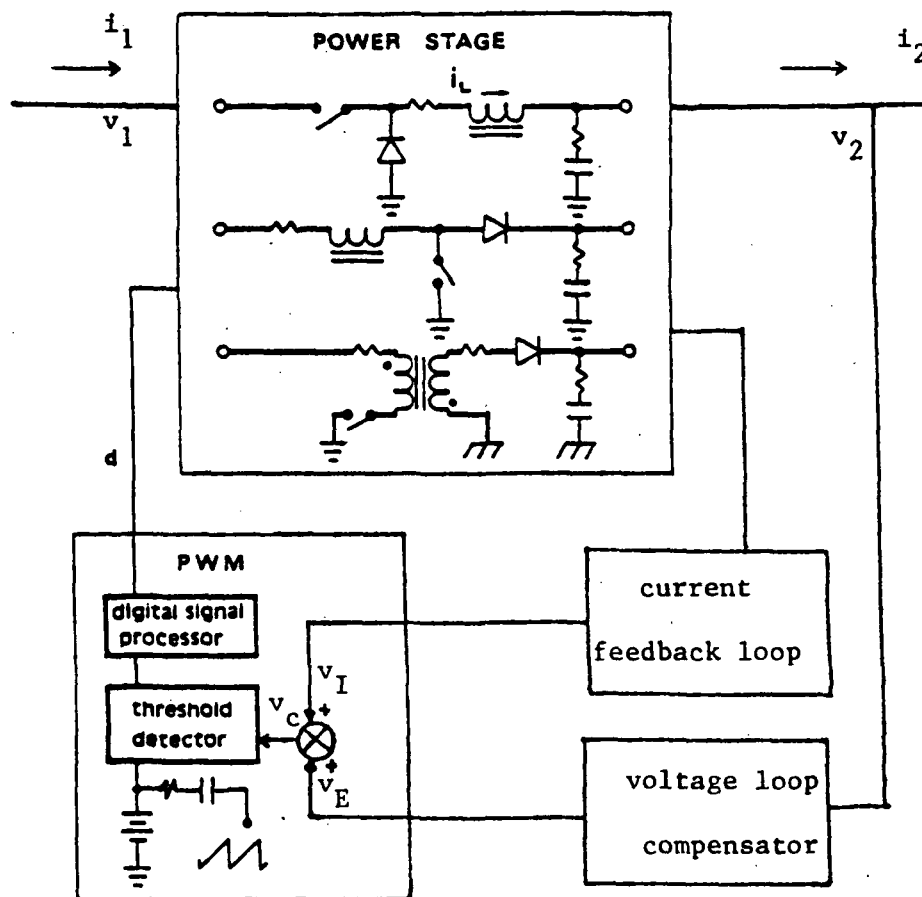 i1
i2
POWER STAGE
iL
v1
v2
d
PWM
current
feedback loop
digital signal
processor
vI
+
vC
threshold
detector
+
vE
voltage loop
compensator